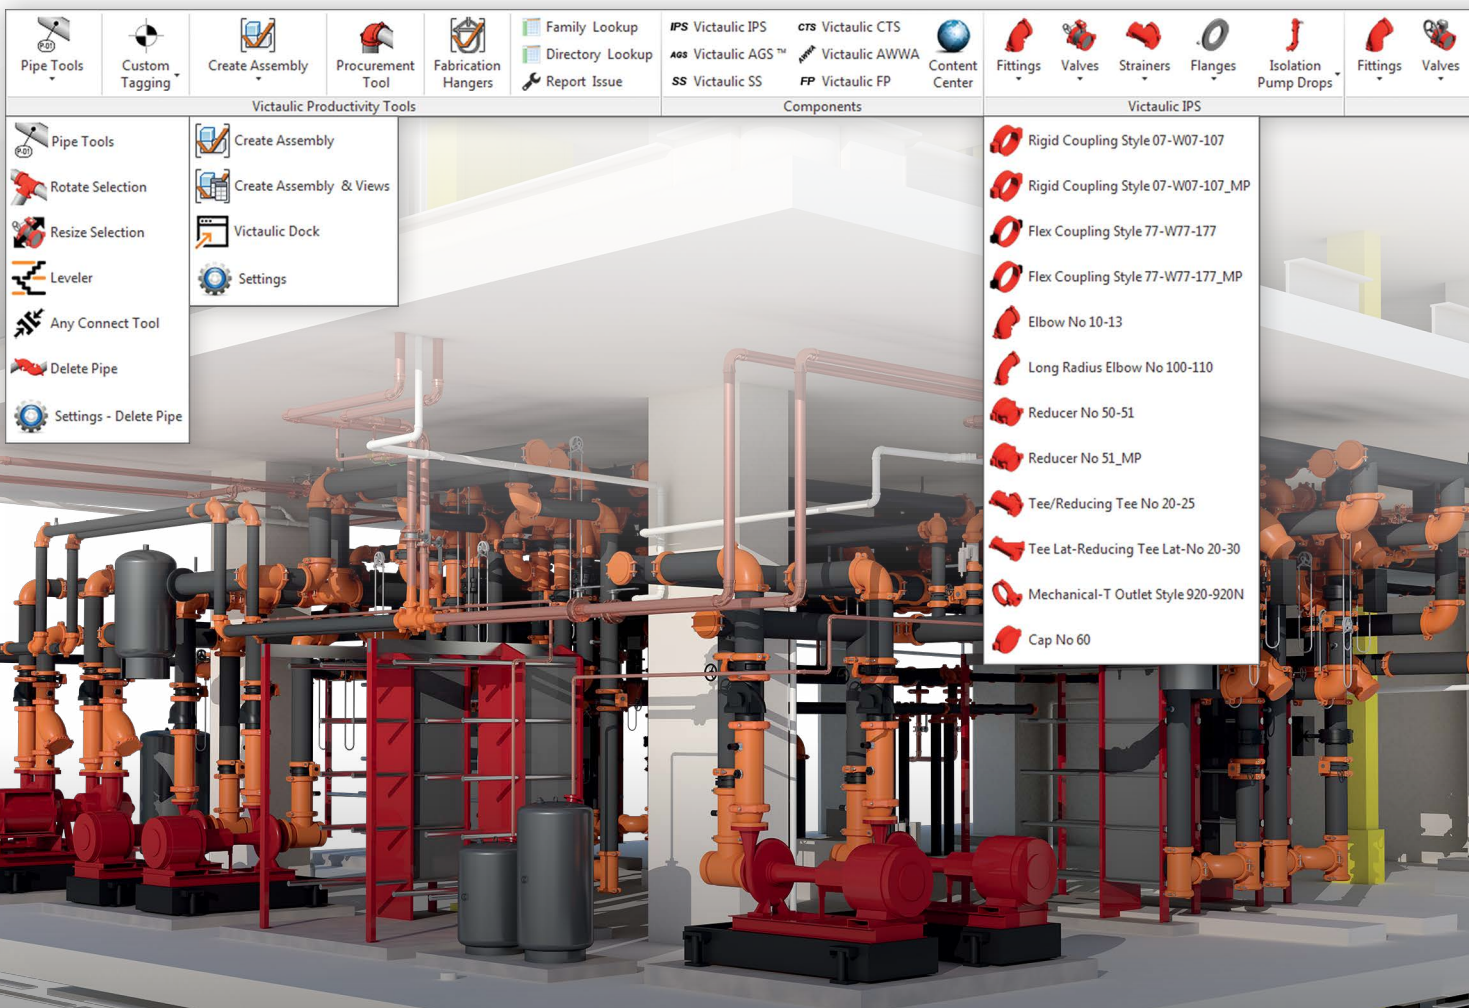 Pipe Tools
Custom
Tagging
Create Assembly
Procurement
Tool
Fabrication
Hangers
Family Lookup
Directory Lookup
Report Issue
IPS Victaulic IPS
AGS Victaulic AGS™
SS Victaulic SS
CTS Victaulic CTS
AWWA Victaulic AWWA
FP Victaulic FP
Content
Center
Fittings
Valves
Strainers
Flanges
Isolation
Pump Drops
Fittings
Valves
Victaulic Productivity Tools
Components
Victaulic IPS
P-01
Pipe Tools
Rotate Selection
Resize Selection
Leveler
Any Connect Tool
Delete Pipe
Settings - Delete Pipe
P-01
Create Assembly
Create Assembly & Views
Victaulic Dock
Settings
Rigid Coupling Style 07-W07-107
Rigid Coupling Style 07-W07-107_MP
Flex Coupling Style 77-W77-177
Flex Coupling Style 77-W77-177_MP
Elbow No 10-13
Long Radius Elbow No 100-110
Reducer No 50-51
Reducer No 51_MP
Tee/Reducing Tee No 20-25
Tee Lat-Reducing Tee Lat-No 20-30
Mechanical-T Outlet Style 920-920N
Cap No 60